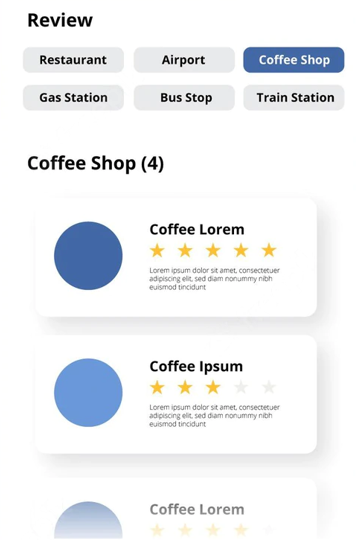 Review
Restaurant
Airport
Coffee Shop
Gas Station
Bus Stop
Train Station
Coffee Shop (4)
Coffee Lorem
Lorem ipsum dolor sit amet, consectetuer
adipiscing elit, sed diam nonummy nibh
euismod tincidunt
Coffee Ipsum
Lorem ipsum dolor sit amet, consectetuer
adipiscing elit, sed diam nonummy nibh
euismod tincidunt
Coffee Lorem